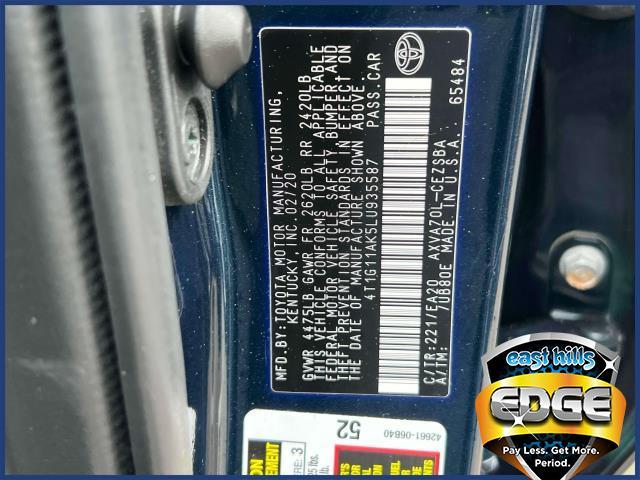 MFD.BY:TOYOTA MOTOR MANUFACTURING,
KENTUCKY, INC. 02/20
GVWR 4475LB GAWR FR 2620LB RR 2420LB
THIS VEHICLE CONFORMS TO ALL APPLICABLE
FEDERAL MOTOR VEHICLE SAFETY, BUMPER, AND
THEFT PREVENTION STANDARDS IN EFFECT ON
THE DATE OF MANUFACTURE SHOWN ABOVE.
4T1G11AK5LU935587 PASS.CAR
C/TR:221/EA20 AXVA70L-CEZSBA
A/TM: 70B80E MADE IN U.S.A. 65484
52
42661-06B40
east hills
EDGE
Pay Less. Get More.
Period.